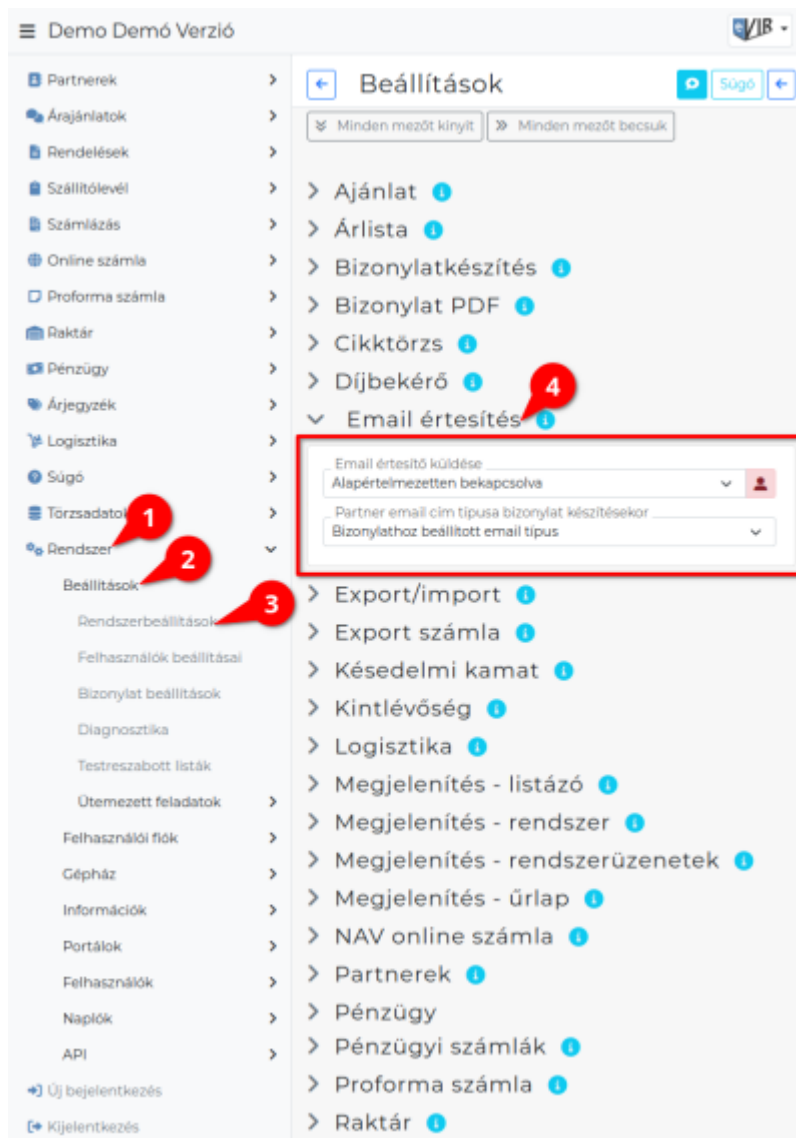 Demo Demó Verzió
eVIR
Partnerek
Árajánlatok
Rendelések
Szállítólevél
Számlázás
Online számla
Proforma számla
Raktár
Pénzügy
Árjegyzék
Logisztika
Súgó
Törzsadatok
1
Rendszer
2
Beállítások
3
Rendszerbeállítások
Felhasználók beállításai
Bizonylat beállítások
Diagnosztika
Testreszabott listák
Ütemezett feladatok
Felhasználói fiók
Gépház
Információk
Portálok
Felhasználók
Naplók
API
Új bejelentkezés
Kijelentkezés
Beállítások
Súgó
Minden mezőt kinyit
Minden mezőt becsuk
Ajánlat
Árlista
Bizonylatkészítés
Bizonylat PDF
Cikktörzs
Díjbekérő
4
Email értesítés
Email értesítő küldése
Alapértelmezetten bekapcsolva
Partner email cím típusa bizonylat készítésekor
Bizonylathoz beállított email típus
Export/import
Export számla
Késedelmi kamat
Kintlévőség
Logisztika
Megjelenítés - listázó
Megjelenítés - rendszer
Megjelenítés - rendszerüzenetek
Megjelenítés - űrlap
NAV online számla
Partnerek
Pénzügy
Pénzügyi számlák
Proforma számla
Raktár